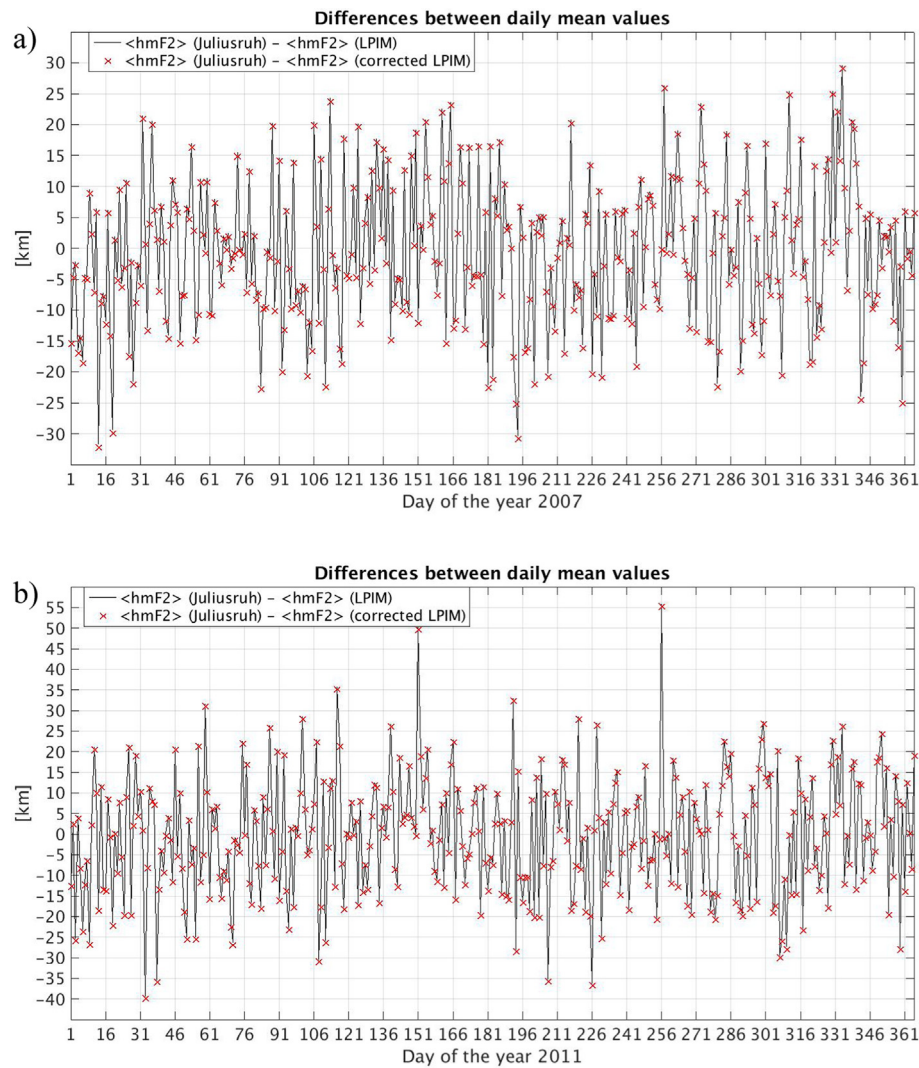 Differences between daily mean values
a)
<hmF2> (Juliusruh) − <hmF2> (LPIM)
<hmF2> (Juliusruh) − <hmF2> (corrected LPIM)
30
25
20
15
10
5
0
−5
−10
−15
−20
−25
−30
[km]
1 16 31 46 61 76 91 106 121 136 151 166 181 196 211 226 241 256 271 286 301 316 331 346 361
Day of the year 2007
Differences between daily mean values
b)
<hmF2> (Juliusruh) − <hmF2> (LPIM)
<hmF2> (Juliusruh) − <hmF2> (corrected LPIM)
55
50
45
40
35
30
25
20
15
10
5
0
−5
−10
−15
−20
−25
−30
−35
−40
[km]
1 16 31 46 61 76 91 106 121 136 151 166 181 196 211 226 241 256 271 286 301 316 331 346 361
Day of the year 2011